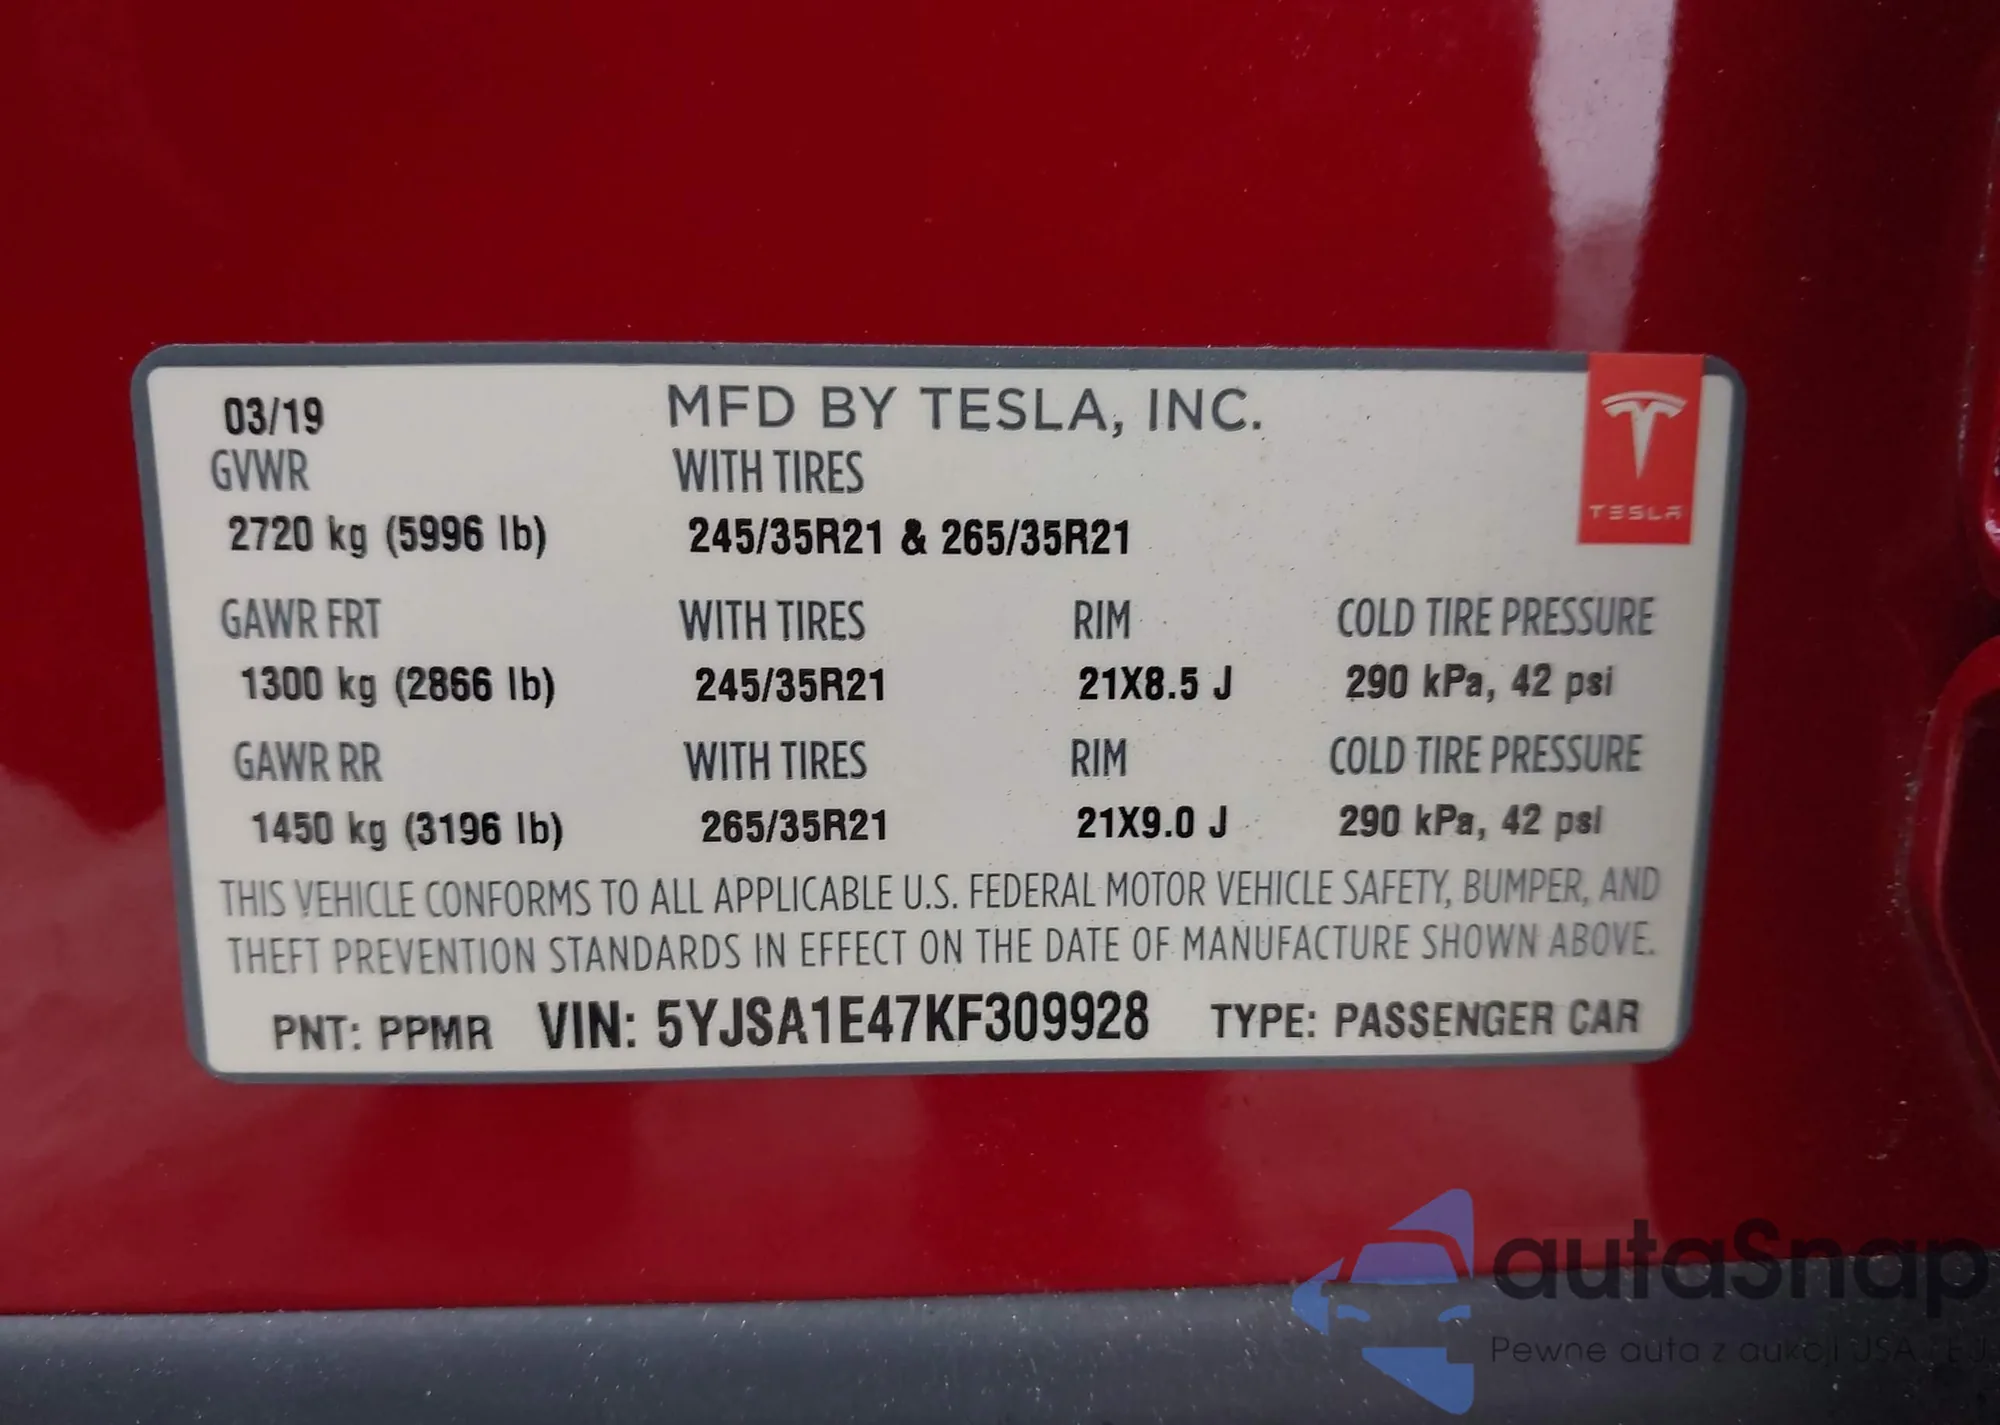 03/19 MFD BY TESLA, INC.
GVWR WITH TIRES
2720 kg (5996 lb) 245/35R21 & 265/35R21
TESLA
GAWR FRT WITH TIRES RIM COLD TIRE PRESSURE
1300 kg (2866 lb) 245/35R21 21X8.5 J 290 kPa, 42 psi
GAWR RR WITH TIRES RIM COLD TIRE PRESSURE
1450 kg (3196 lb) 265/35R21 21X9.0 J 290 kPa, 42 psi
THIS VEHICLE CONFORMS TO ALL APPLICABLE U.S. FEDERAL MOTOR VEHICLE SAFETY, BUMPER, AND
THEFT PREVENTION STANDARDS IN EFFECT ON THE DATE OF MANUFACTURE SHOWN ABOVE.
PNT: PPMR VIN: 5YJSA1E47KF309928 TYPE: PASSENGER CAR
autaSnap
Pewne auta z aukcji USA